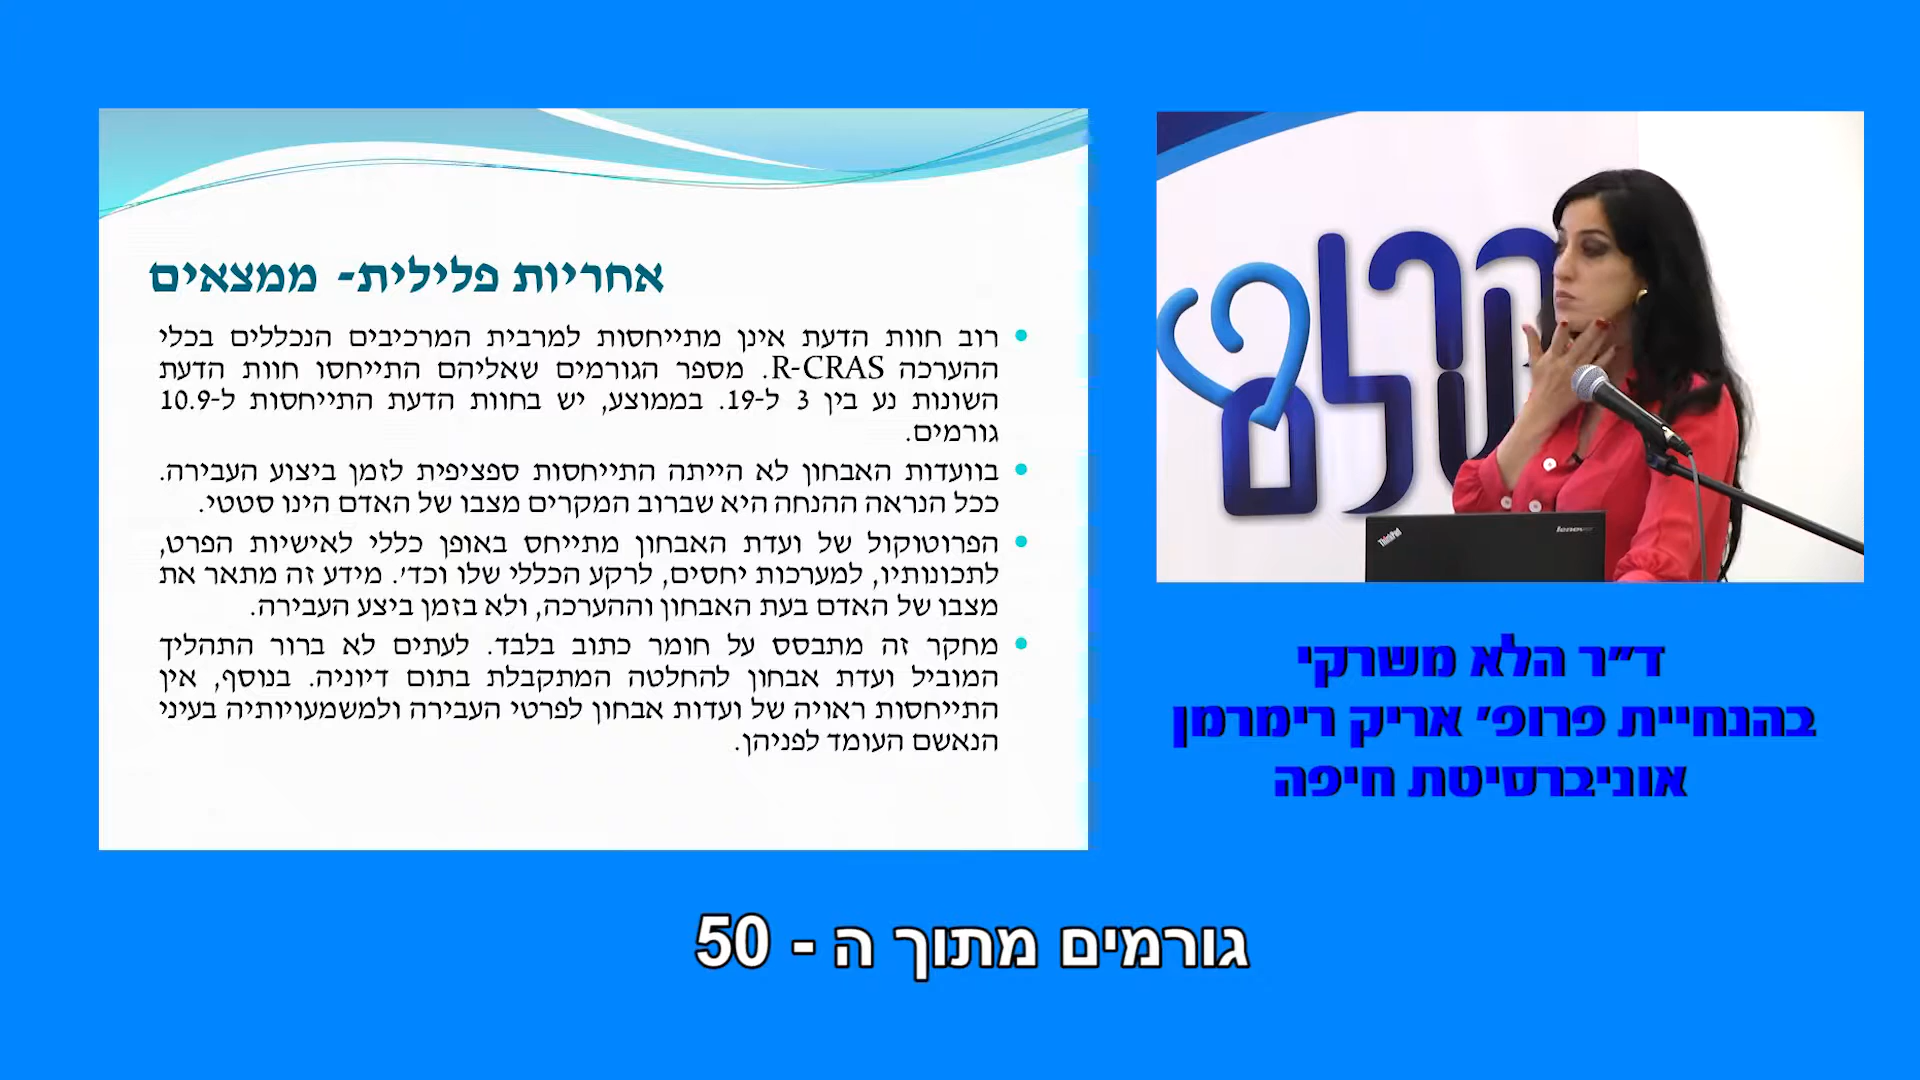 אחריות פלילית- ממצאים
• רוב חוות הדעת אינן מתייחסות למרבית המרכיבים הנכללים בכלי
ההערכה R-CRAS. מספר הגורמים שאליהם התייחסו חוות הדעת
השונות נע בין 3 ל-19. בממוצע, יש בחוות הדעת התייחסות ל-10.9
גורמים.
• בוועדות האבחון לא הייתה התייחסות ספציפית לזמן ביצוע העבירה.
ככל הנראה ההנחה היא שברוב המקרים מצבו של האדם הינו סטטי.
• הפרוטוקול של ועדת האבחון מתייחס באופן כללי לאישיות הפרט,
לתכונותיו, למערכות יחסים, לרקע הכללי שלו וכד'. מידע זה מתאר את
מצבו של האדם בעת האבחון וההערכה, ולא בזמן ביצע העבירה.
• מחקר זה מתבסס על חומר כתוב בלבד. לעתים לא ברור התהליך
המוביל ועדת אבחון להחלטה המתקבלת בתום דיוניה. בנוסף, אין
התייחסות ראויה של ועדות אבחון לפרטי העבירה ולמשמעויותיה בעיני
הנאשם העומד לפניהן.
קרן
שלם
ThinkPad
lenovo
ד״ר הלא משרקי
בהנחיית פרופ׳ אריק רימרמן
אוניברסיטת חיפה
גורמים מתוך ה - 50